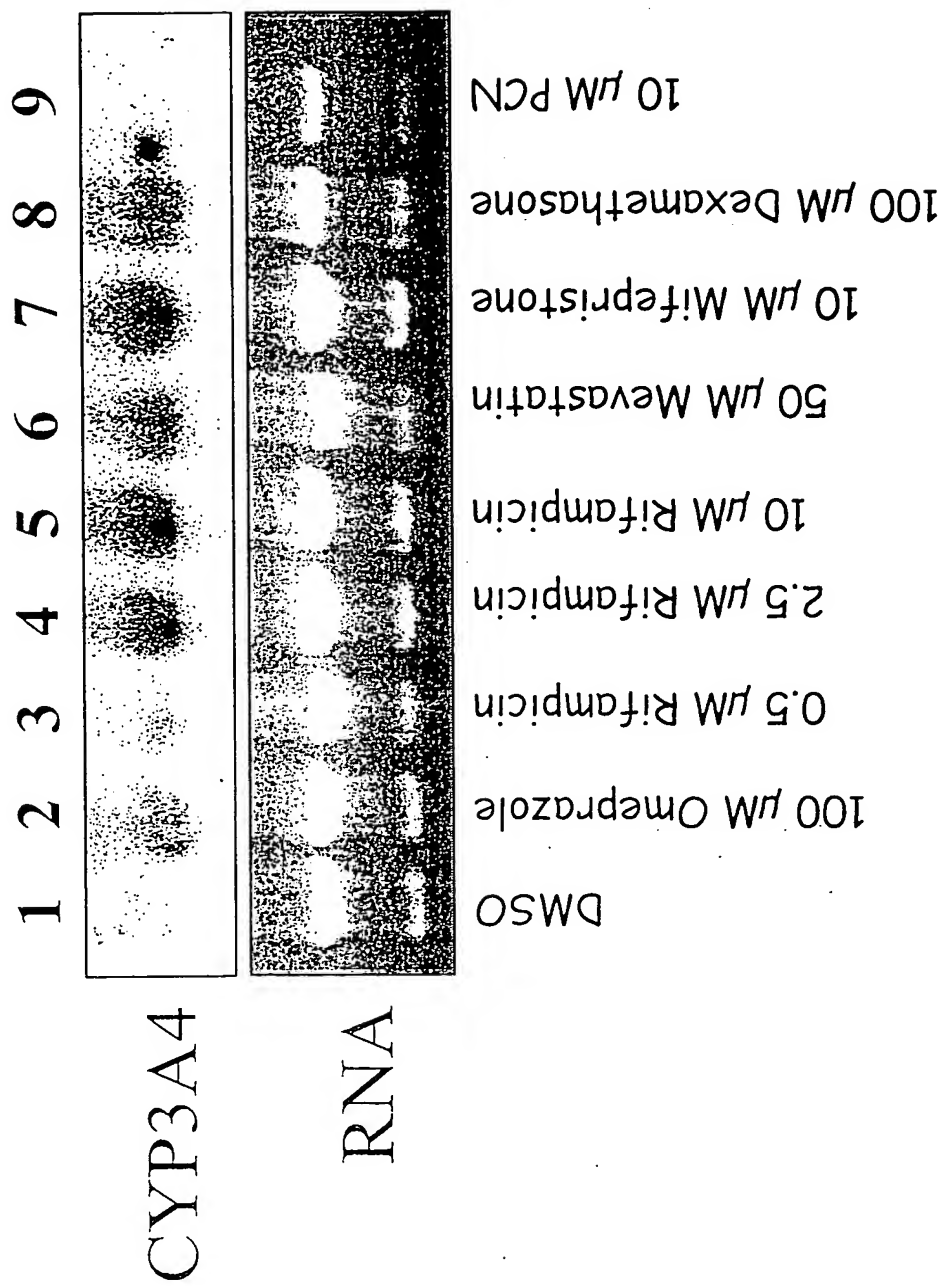 1 2 3 4 5 6 7 8 9
CYP3A4
RNA
DMSO
100 µM Omeprazole
0.5 µM Rifampicin
2.5 µM Rifampicin
10 µM Rifampicin
50 µM Mevastatin
10 µM Mifepristone
100 µM Dexamethasone
10 µM PCN